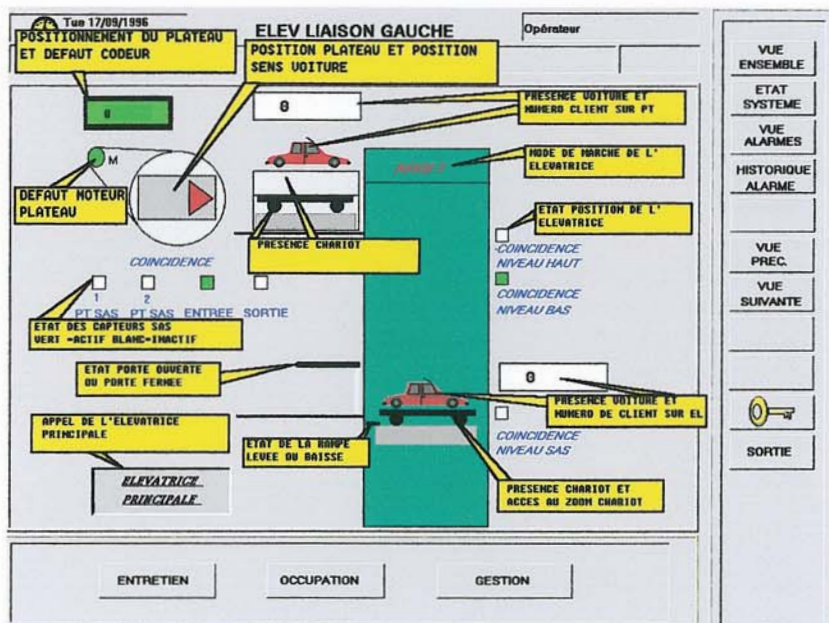 Tue 17/09/1996
ELEV LIAISON GAUCHE
Opérateur
POSITIONNEMENT DU PLATEAU
ET DEFAUT CODEUR
POSITION PLATEAU ET POSITION
SENS VOITURE
0
0
PRESENCE VOITURE ET
NUMERO CLIENT SUR PT
M
MODE DE MARCHE DE L'
ELEVATRICE
DEFAUT MOTEUR
PLATEAU
PRESENCE CHARIOT
ETAT POSITION DE L'
ELEVATRICE
COINCIDENCE
NIVEAU HAUT
COINCIDENCE
NIVEAU BAS
COINCIDENCE
1
2
PT SAS
PT SAS
ENTREE
SORTIE
ETAT DES CAPTEURS SAS
VERT =ACTIF BLANC=INACTIF
ETAT PORTE OUVERTE
OU PORTE FERMEE
0
PRESENCE VOITURE ET
NUMERO DE CLIENT SUR EL
APPEL DE L'ELEVATRICE
PRINCIPALE
ETAT DE LA RAMPE
LEVEE OU BAISSE
COINCIDENCE
NIVEAU SAS
ELEVATRICE
PRINCIPALE
PRESENCE CHARIOT ET
ACCES AU ZOOM CHARIOT
ENTRETIEN
OCCUPATION
GESTION
VUE
ENSEMBLE
ETAT
SYSTEME
VUE
ALARMES
HISTORIQUE
ALARME
VUE
PREC.
VUE
SUIVANTE
SORTIE